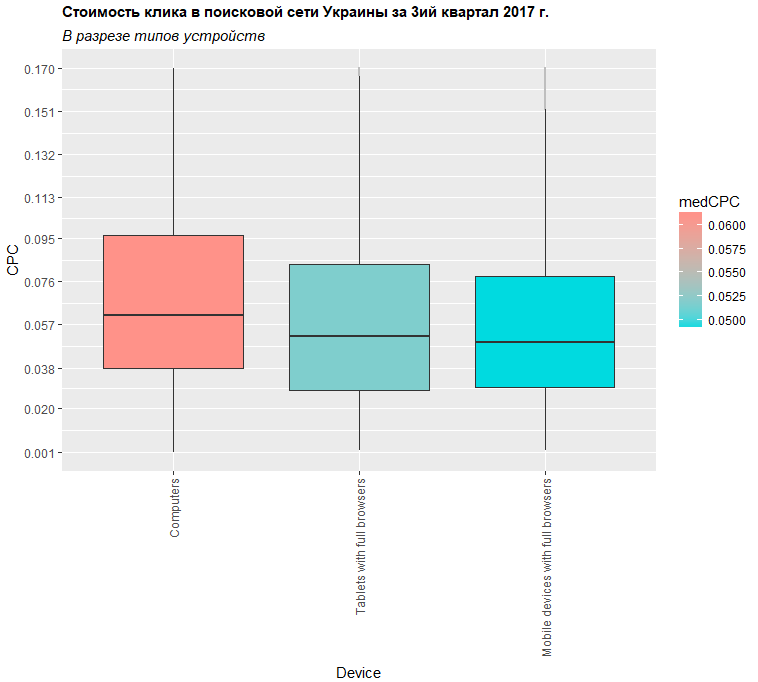 Стоимость клика в поисковой сети Украины за 3ий квартал 2017 г.
В разрезе типов устройств
CPC
0.170
0.151
0.132
0.113
0.095
0.076
0.057
0.038
0.020
0.001
Computers
Tablets with full browsers
Mobile devices with full browsers
Device
medCPC
0.0600
0.0575
0.0550
0.0525
0.0500